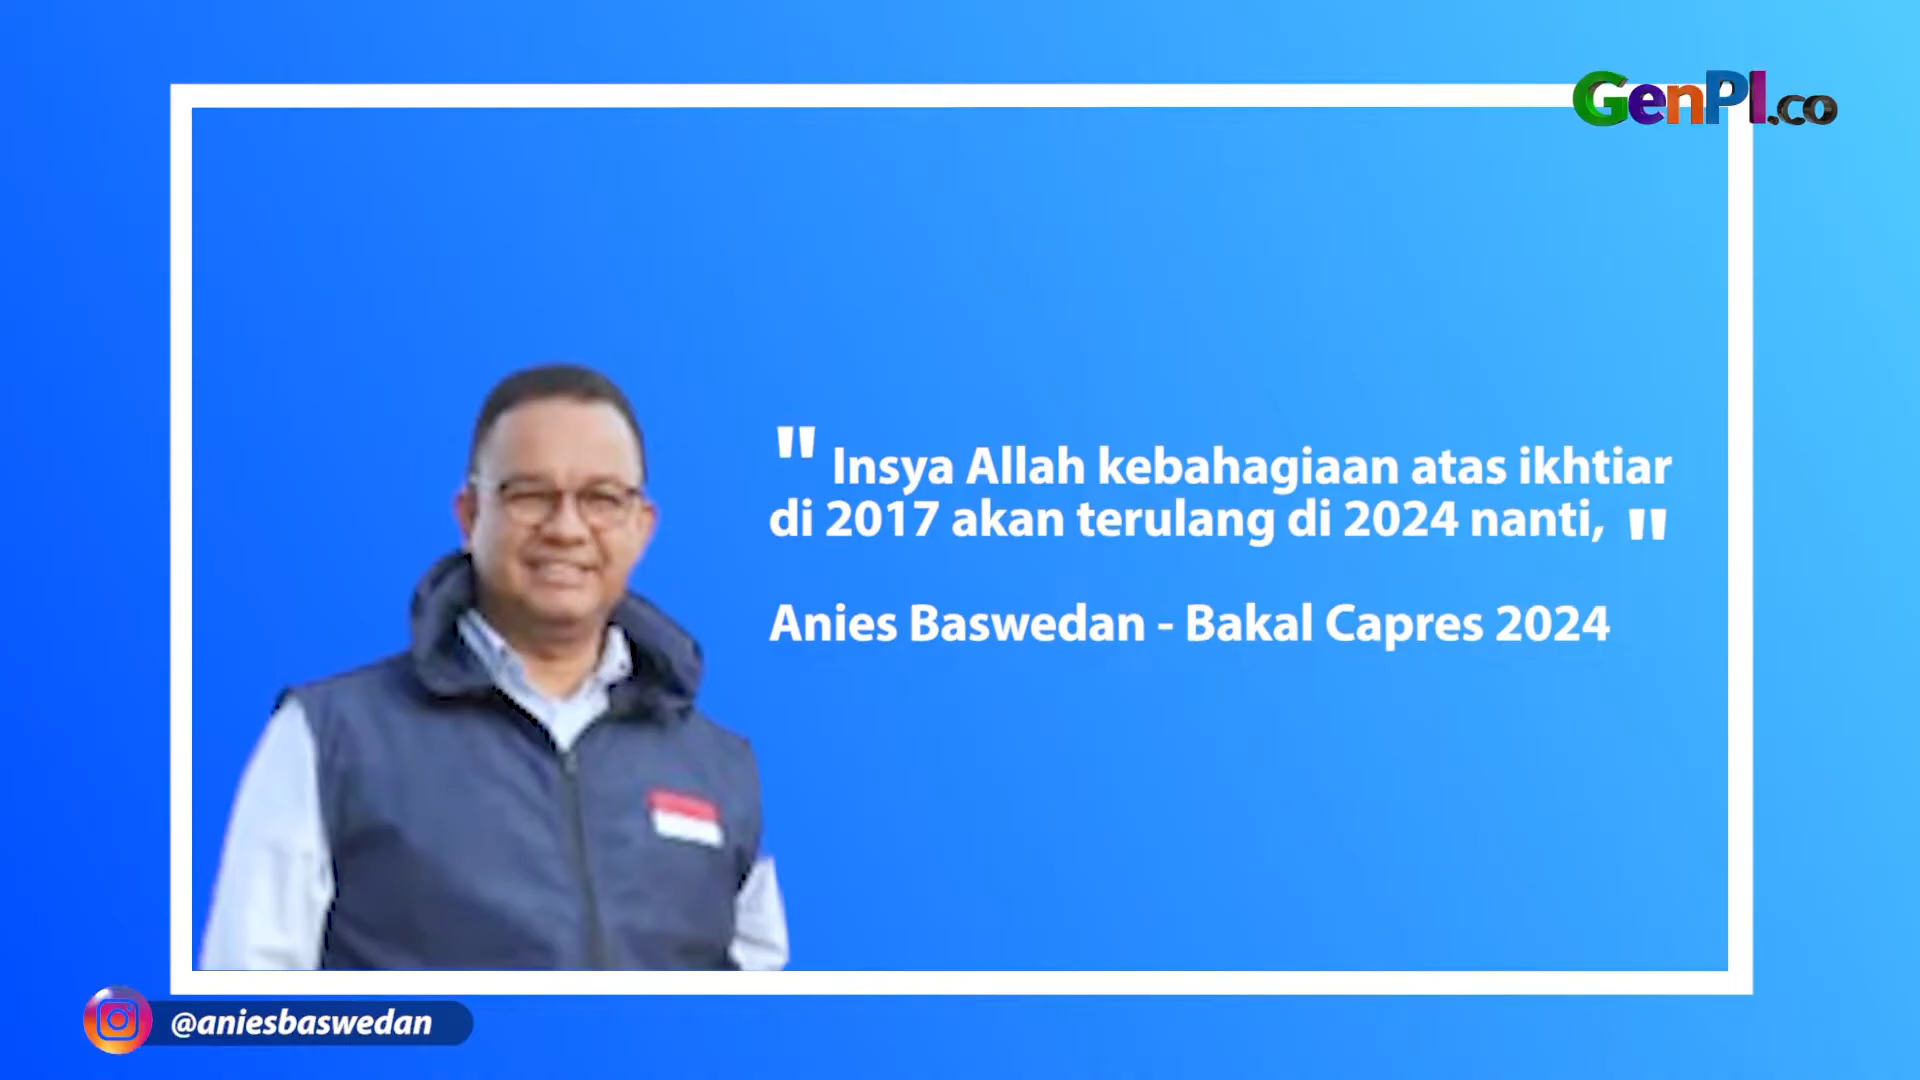 GenPI.co
" Insya Allah kebahagiaan atas ikhtiar
di 2017 akan terulang di 2024 nanti, "
Anies Baswedan - Bakal Capres 2024
@aniesbaswedan